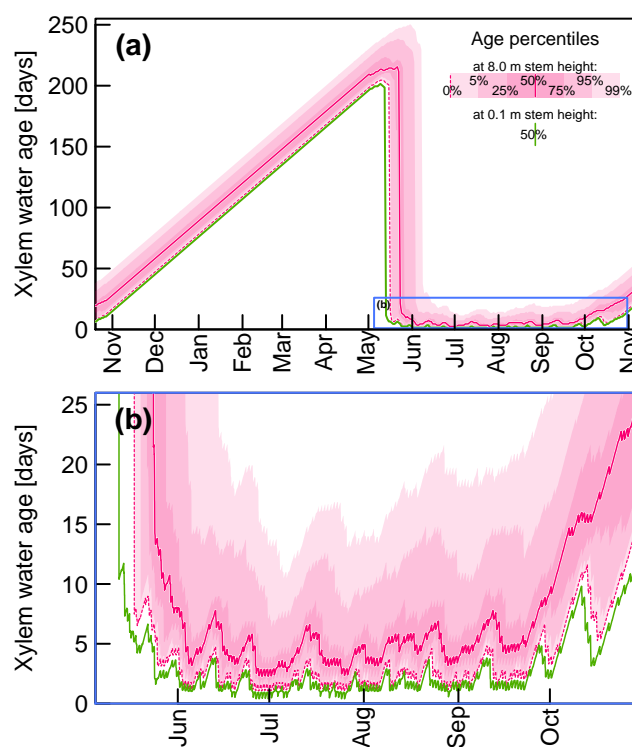 (a)
Age percentiles
at 8.0 m stem height:
5% 50% 95%
0% 25% 75% 99%
at 0.1 m stem height:
50%
Xylem water age [days]
250
200
150
100
50
0
(b)
Nov Dec Jan Feb Mar Apr May Jun Jul Aug Sep Oct Nov
(b)
Xylem water age [days]
25
20
15
10
5
0
Jun Jul Aug Sep Oct